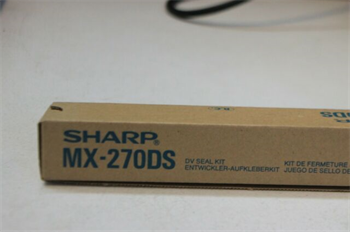 SHARP®
MX-270DS
DV SEAL KIT
ENTWICKLER-AUFKLEBERKIT
KIT DE FERMETURE
JUEGO DE SELLO DE